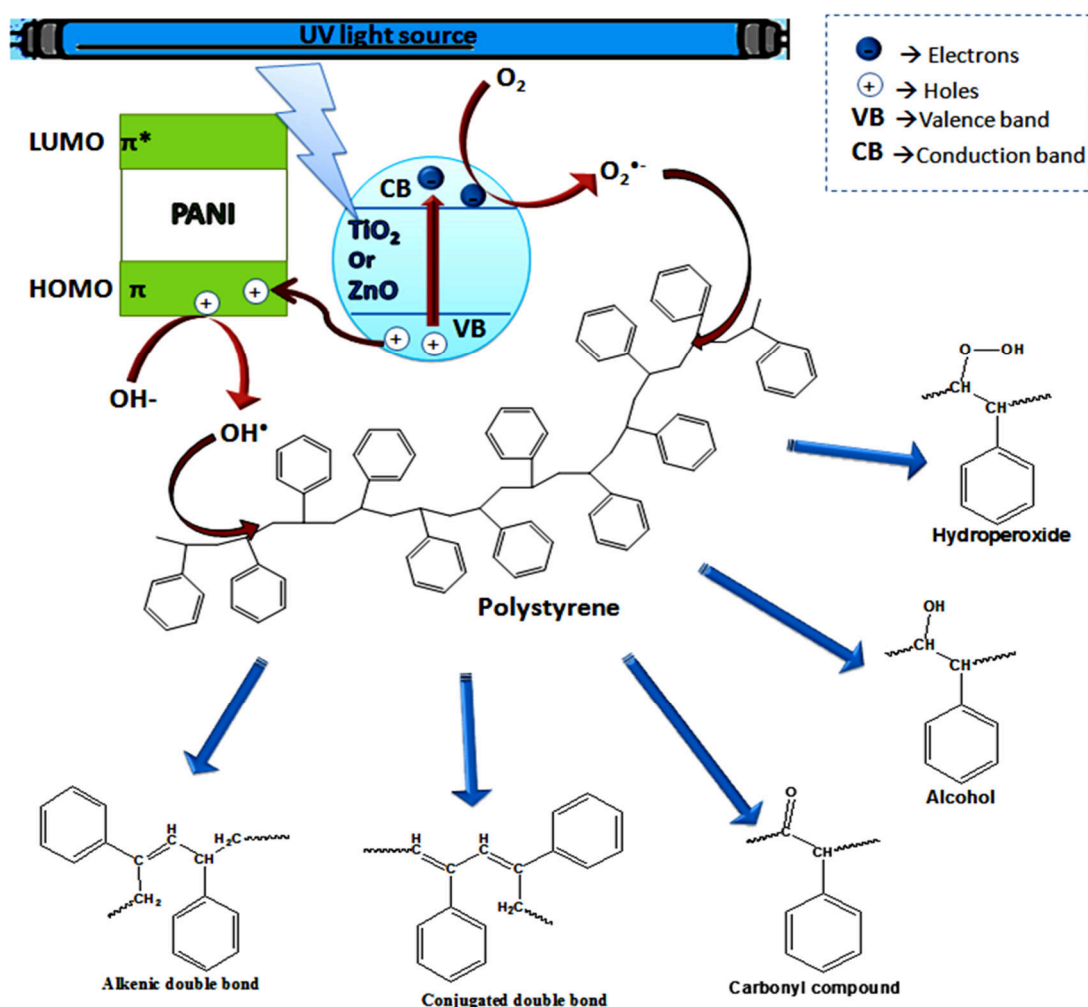 UV light source
- → Electrons
+ → Holes
VB →Valence band
CB →Conduction band
O₂
LUMO π*
PANI
HOMO π
+ +
CB - -
TiO₂
Or
ZnO
VB
+ +
O₂•-
OH-
OH•
Polystyrene
O—OH
CH
CH
Hydroperoxide
OH
CH
CH
Alcohol
O
C
CH
Carbonyl compound
H
H₂C
CH
CH₂
Alkenic double bond
H H
H₂C
Conjugated double bond